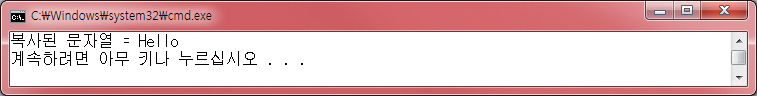 C:₩Windows₩system32₩cmd.exe
복사된 문자열 = Hello
계속하려면 아무 키나 누르십시오 . . .